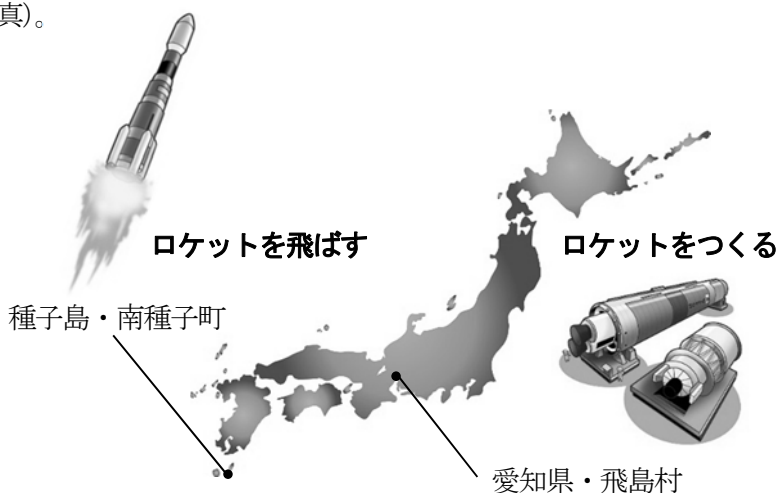 真)。
ロケットを飛ばす
ロケットをつくる
種子島・南種子町
愛知県・飛島村